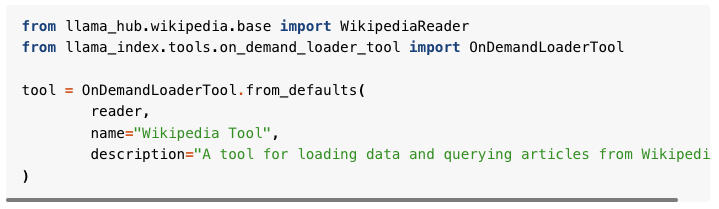 from llama_hub.wikipedia.base import WikipediaReader
from llama_index.tools.on_demand_loader_tool import OnDemandLoaderTool
tool = OnDemandLoaderTool.from_defaults(
reader,
name="Wikipedia Tool",
description="A tool for loading data and querying articles from Wikipedi
)